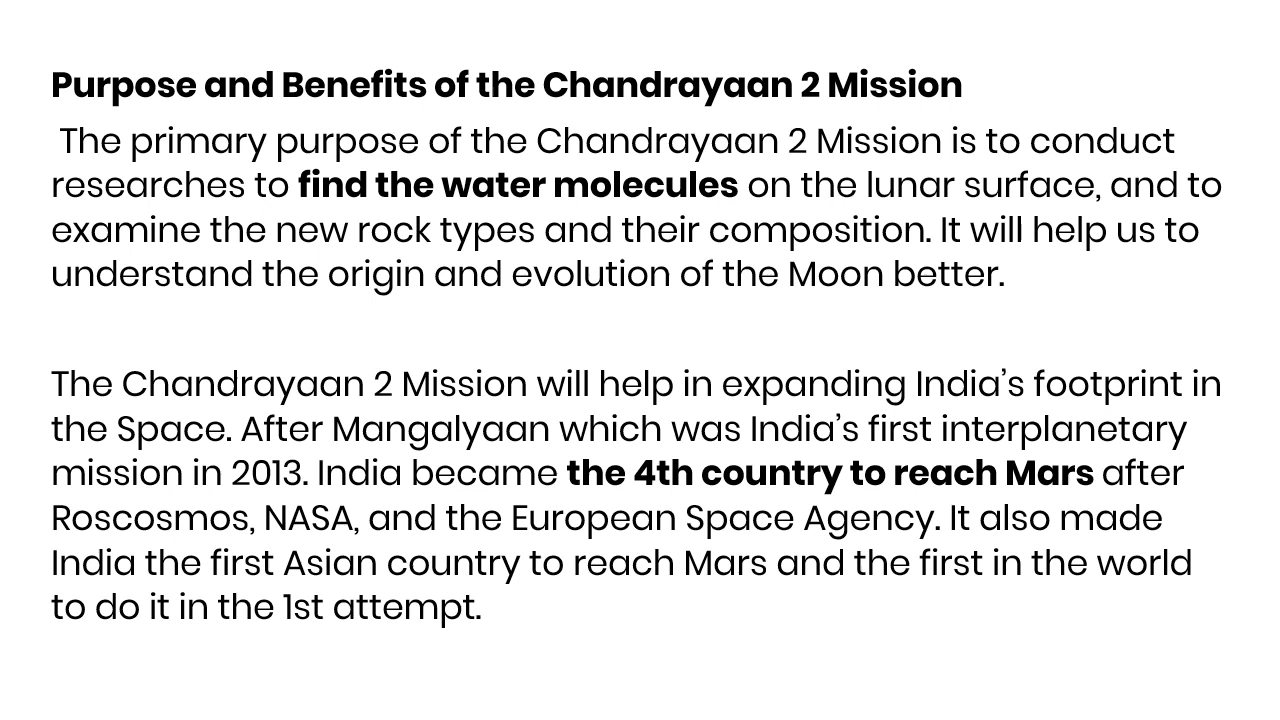 Purpose and Benefits of the Chandrayaan 2 Mission
The primary purpose of the Chandrayaan 2 Mission is to conduct
researches to find the water molecules on the lunar surface, and to
examine the new rock types and their composition. It will help us to
understand the origin and evolution of the Moon better.
The Chandrayaan 2 Mission will help in expanding India's footprint in
the Space. After Mangalyaan which was India's first interplanetary
mission in 2013. India became the 4th country to reach Mars after
Roscosmos, NASA, and the European Space Agency. It also made
India the first Asian country to reach Mars and the first in the world
to do it in the 1st attempt.